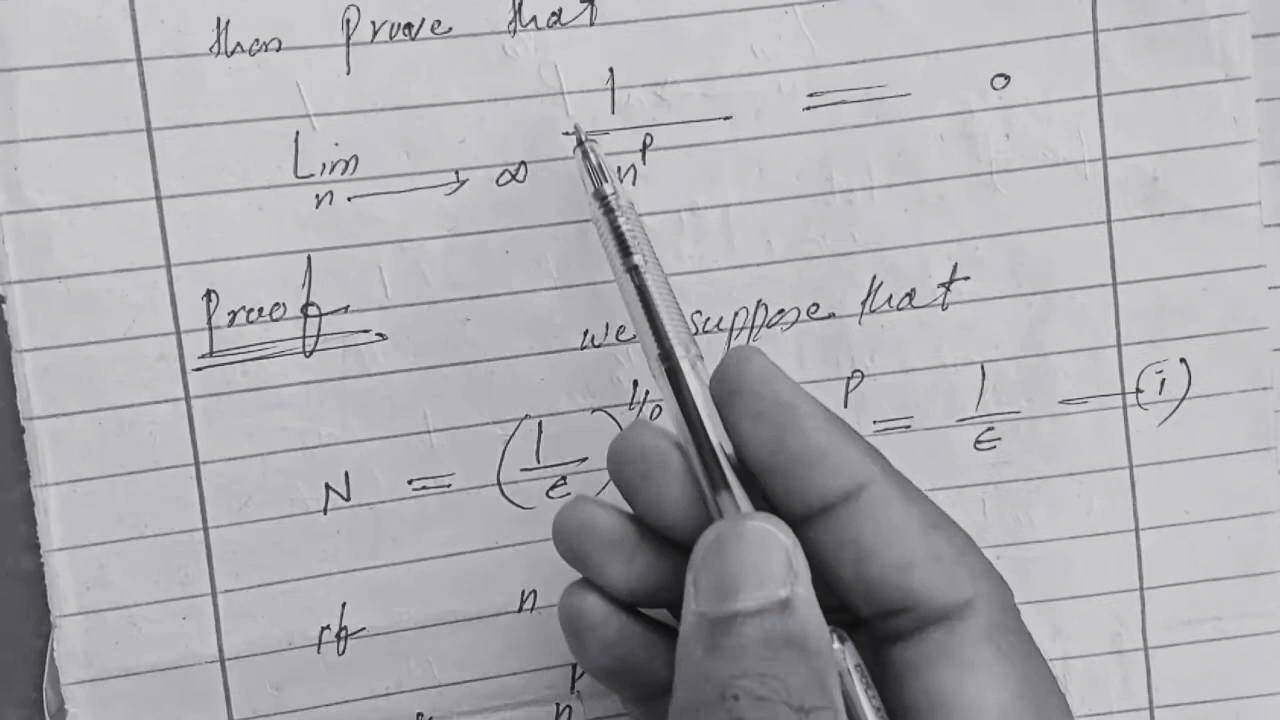 then Prove that
Lim n → ∞ 1/n^p = 0
Proof
we suppose that
N = (1/ϵ)^1/p P = 1/ϵ — (i)
If n
n